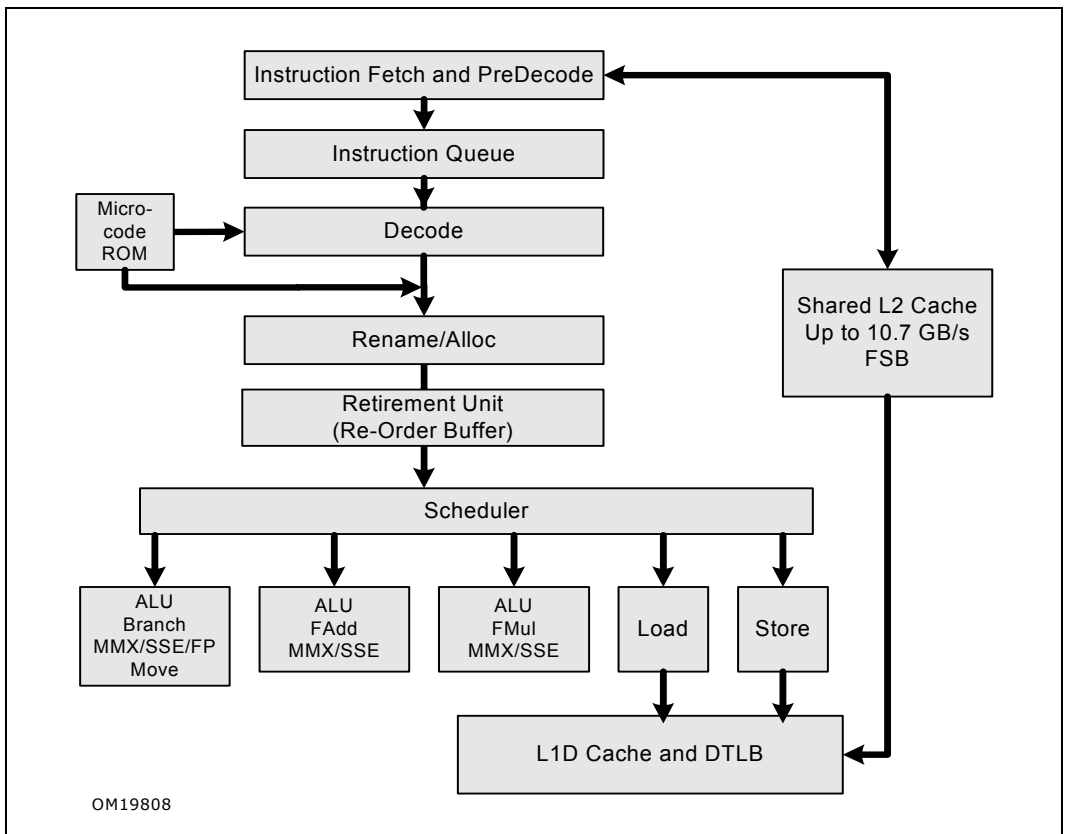 Instruction Fetch and PreDecode
Instruction Queue
Micro-
code
ROM
Decode
Rename/Alloc
Retirement Unit
(Re-Order Buffer)
Scheduler
ALU
Branch
MMX/SSE/FP
Move
ALU
FAdd
MMX/SSE
ALU
FMul
MMX/SSE
Load
Store
Shared L2 Cache
Up to 10.7 GB/s
FSB
L1D Cache and DTLB
OM19808